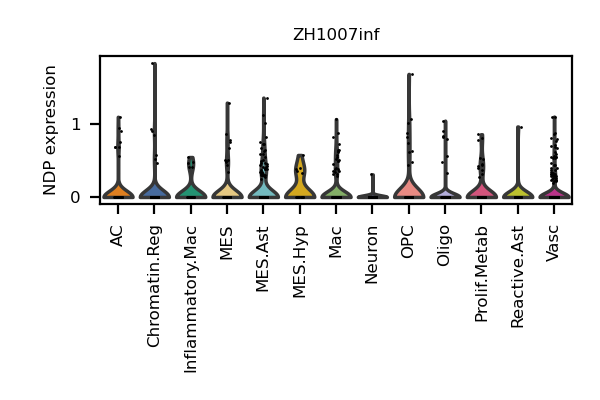 ZH1007inf
NDP expression
1
0
AC
Chromatin.Reg
Inflammatory.Mac
MES
MES.Ast
MES.Hyp
Mac
Neuron
OPC
Oligo
Prolif.Metab
Reactive.Ast
Vasc